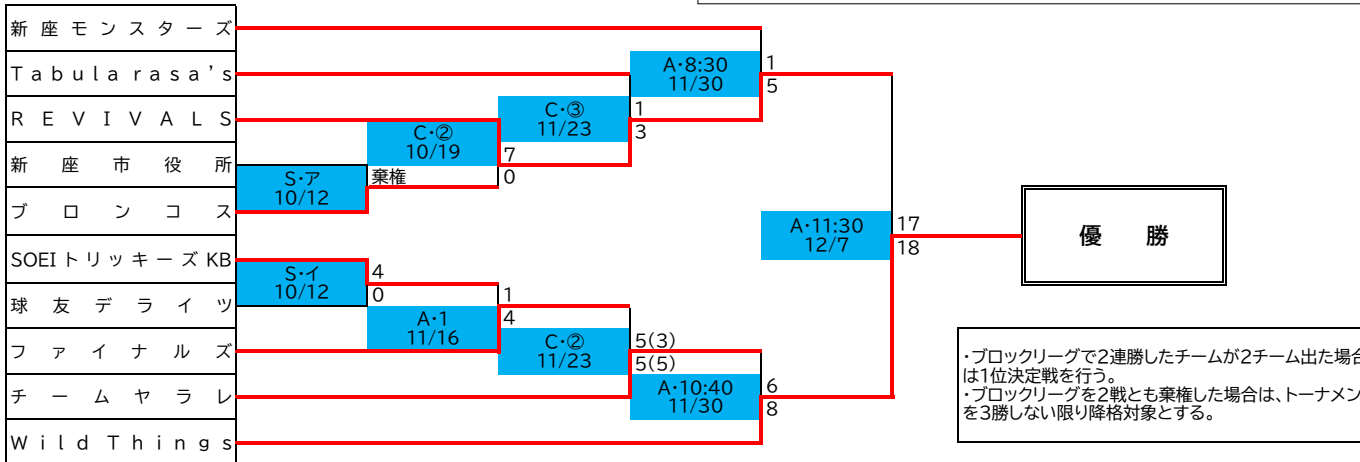 新座モンスターズ
Tabula rasa's
REVIVALS
新座市役所
ブロンコス
SOEIトリッキーズKB
球友デライツ
ファイナルズ
チームヤラレ
Wild Things
S・ア
10/12
棄権
C・②
10/19
7
0
C・③
11/23
1
3
A・8:30
11/30
1
5
S・イ
10/12
4
0
A・1
11/16
1
4
C・②
11/23
5(3)
5(5)
A・10:40
11/30
6
8
A・11:30
12/7
17
18
優勝
・ブロックリーグで2連勝したチームが2チーム出た場合
は1位決定戦を行う。
・ブロックリーグを2戦とも棄権した場合は、トーナメン
を3勝しない限り降格対象とする。